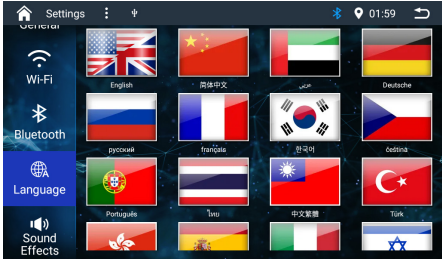 Settings
01:59
General
Wi-Fi
Bluetooth
Language
Sound
Effects
English
简体中文
عربي
Deutsche
русский
français
한국어
čeština
Português
ไทย
中文繁體
Türk